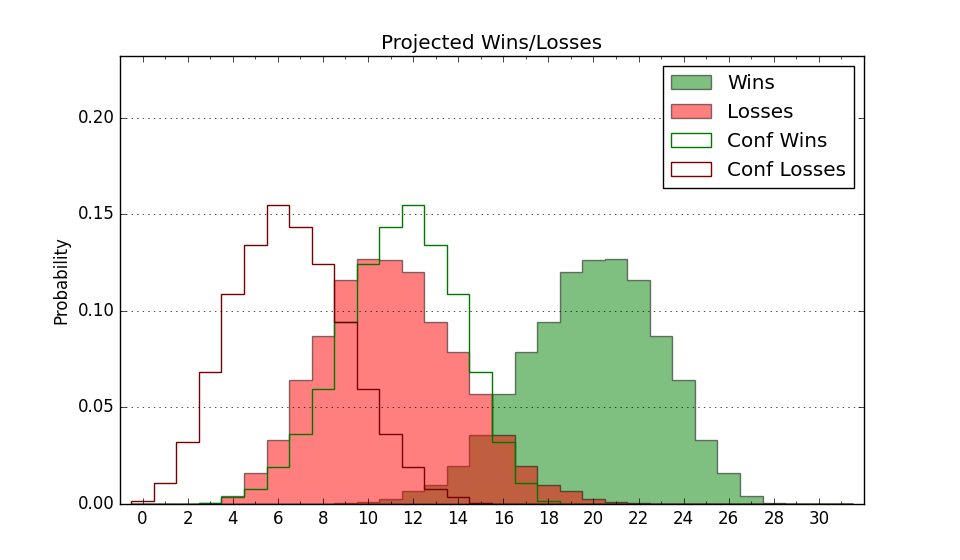 Projected Wins/Losses
Wins
Losses
Conf Wins
Conf Losses
Probability
0.20
0.15
0.10
0.05
0.00
0 2 4 6 8 10 12 14 16 18 20 22 24 26 28 30